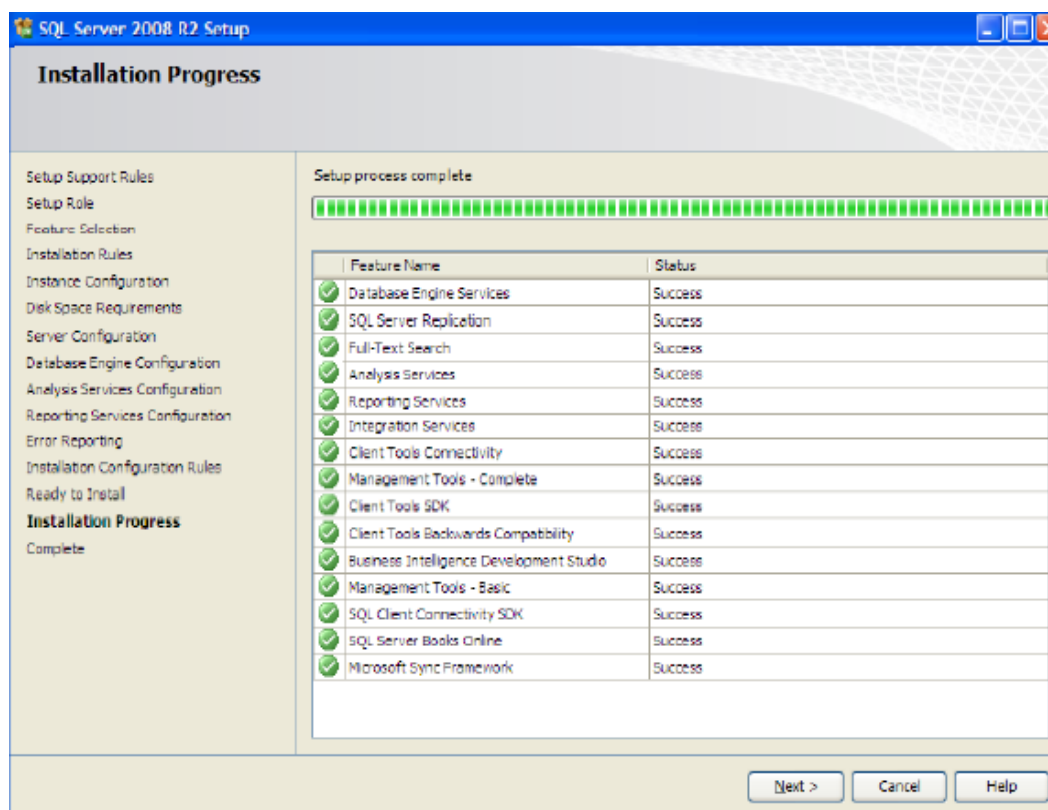 SQL Server 2008 R2 Setup
Installation Progress
Setup Support Rules
Setup Role
Feature Selection
Installation Rules
Instance Configuration
Disk Space Requirements
Server Configuration
Database Engine Configuration
Analysis Services Configuration
Reporting Services Configuration
Error Reporting
Installation Configuration Rules
Ready to Install
Installation Progress
Complete
Setup process complete
Feature Name Status
Database Engine Services Success
SQL Server Replication Success
Full-Text Search Success
Analysis Services Success
Reporting Services Success
Integration Services Success
Client Tools Connectivity Success
Management Tools - Complete Success
Client Tools SDK Success
Client Tools Backwards Compatibility Success
Business Intelligence Development Studio Success
Management Tools - Basic Success
SQL Client Connectivity SDK Success
SQL Server Books Online Success
Microsoft Sync Framework Success
Next > Cancel Help